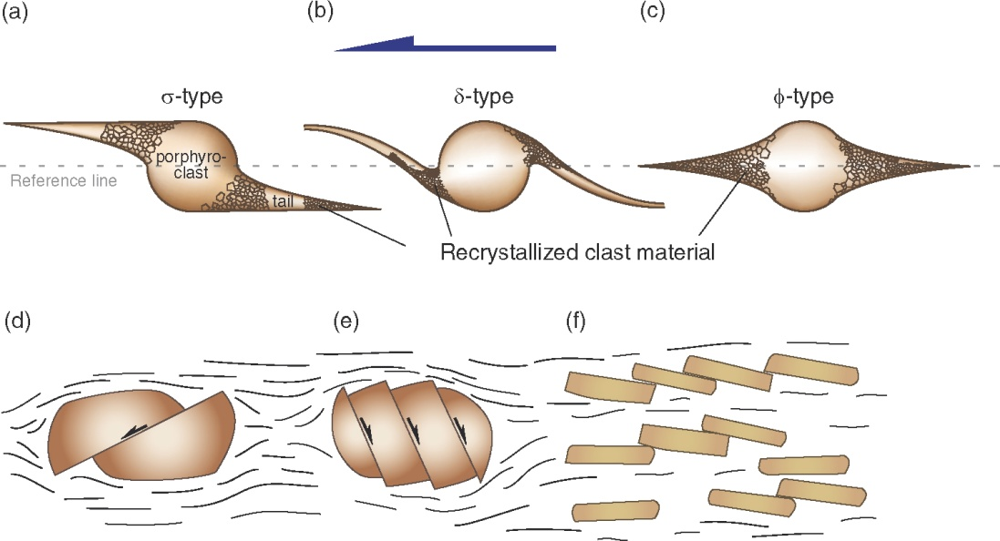 (a)
(b)
(c)
σ-type
δ-type
ϕ-type
porphyro-
clast
Reference line
tail
Recrystallized clast material
(d)
(e)
(f)